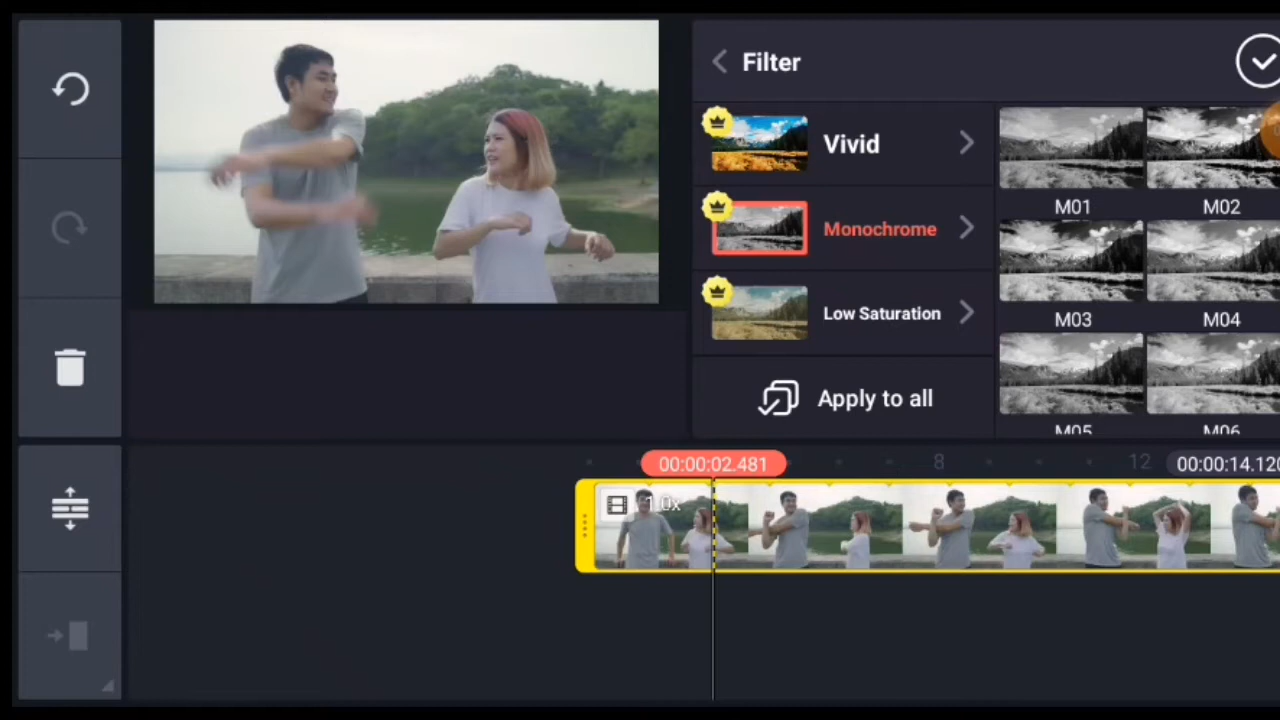 Filter
Vivid
Monochrome
Low Saturation
Apply to all
M01
M02
M03
M04
M05
M06
00:00:02.481
8
12
00:00:14.120
1.0x